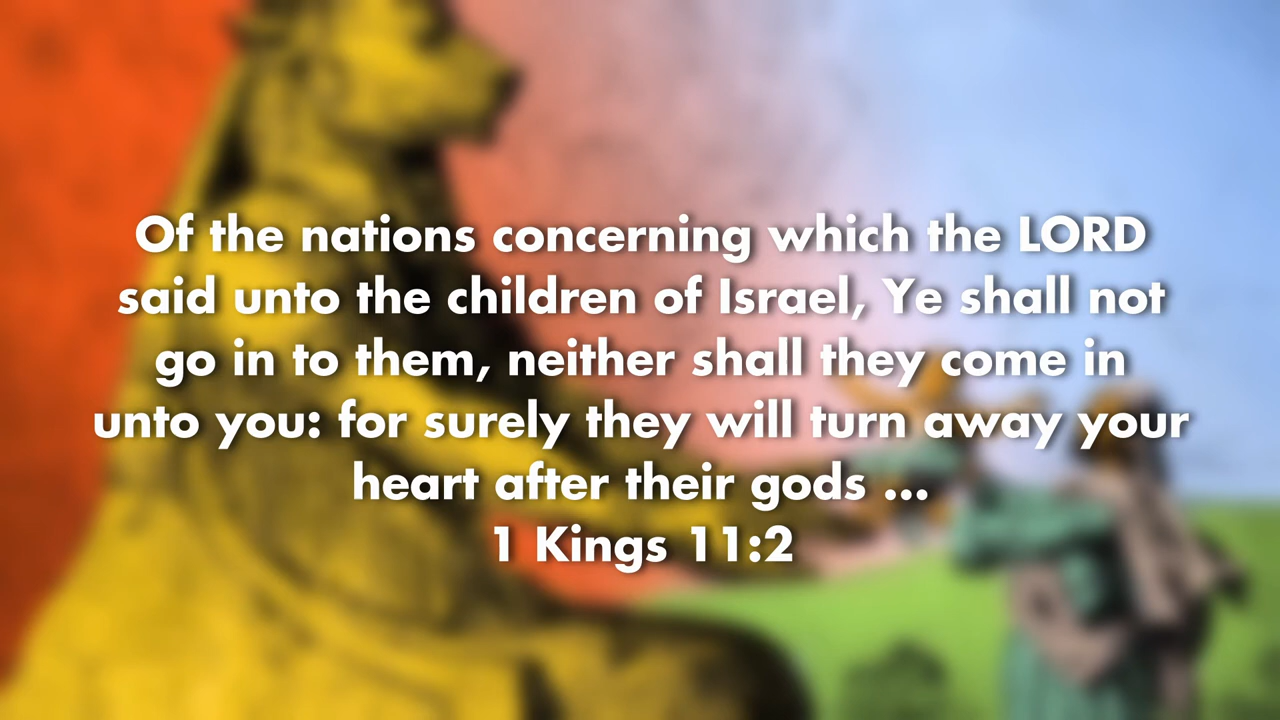 Of the nations concerning which the LORD
said unto the children of Israel, Ye shall not
go in to them, neither shall they come in
unto you: for surely they will turn away your
heart after their gods ...
1 Kings 11:2